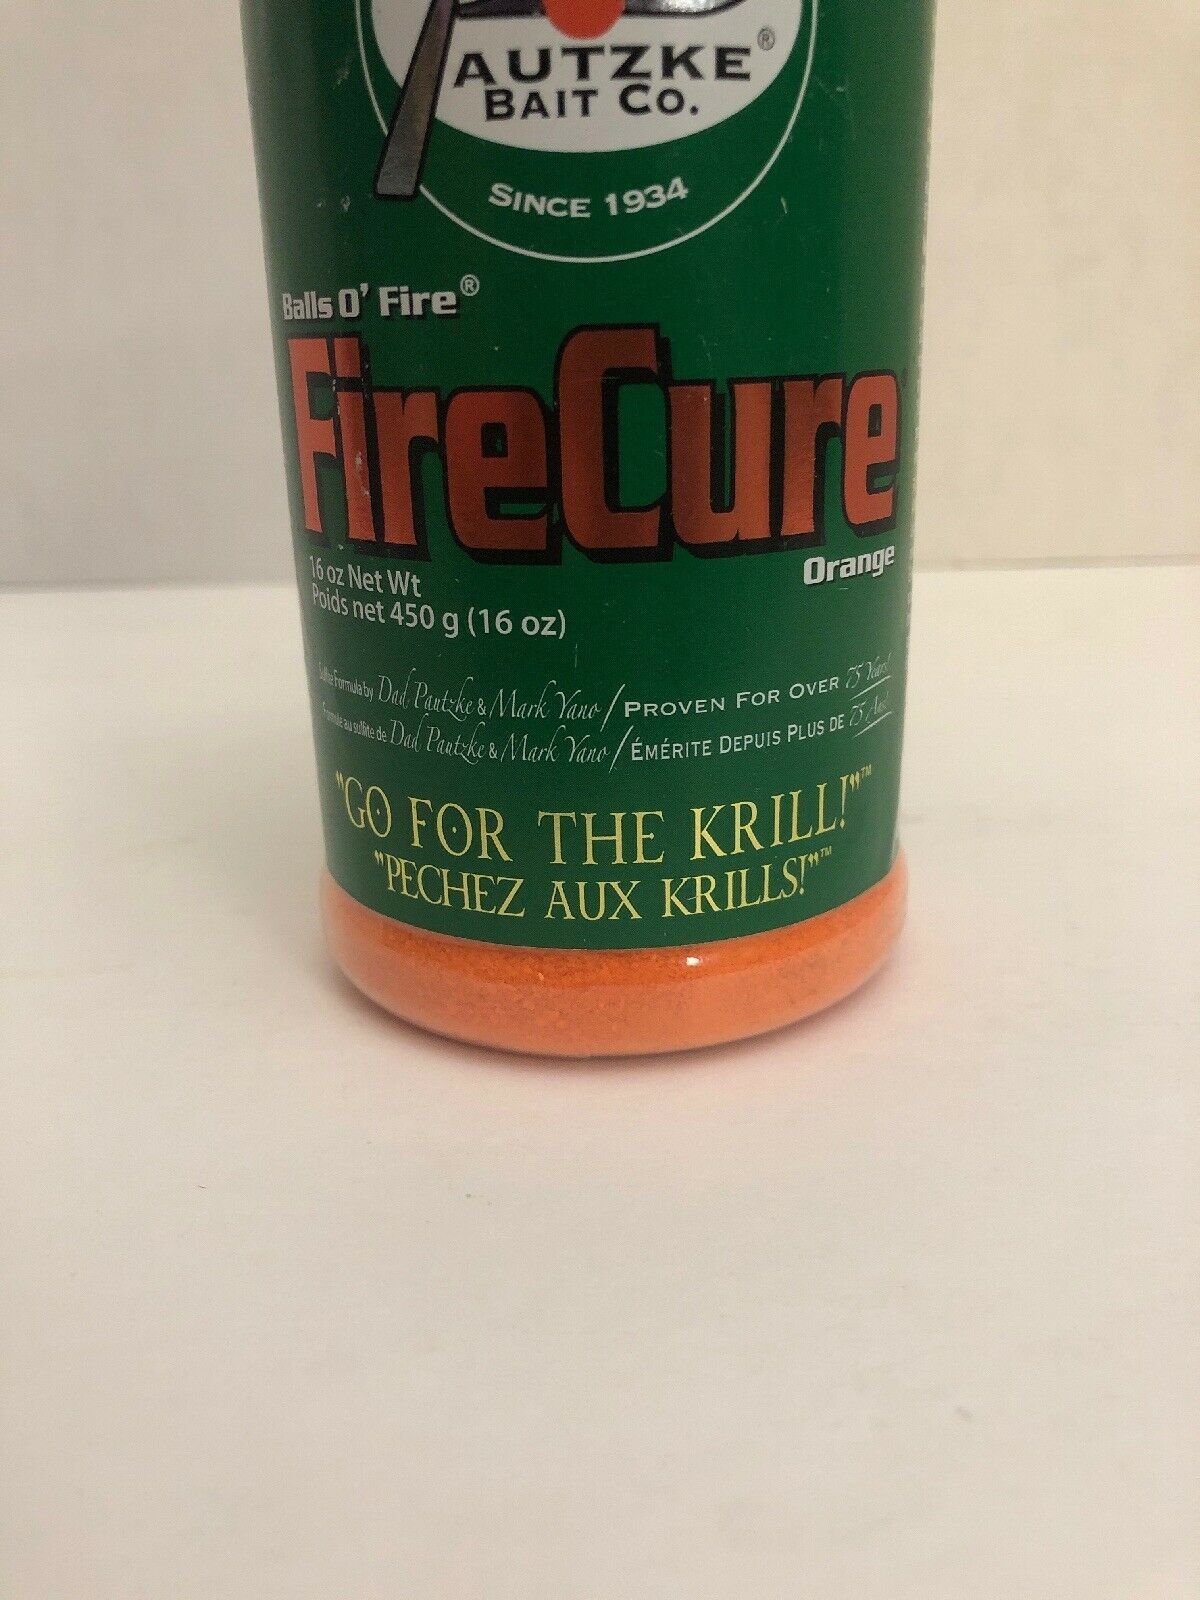 AUTZKE®
BAIT CO.
SINCE 1934
Balls O' Fire®
FireCure
Orange
16 oz Net Wt
Poids net 450 g (16 oz)
Sulfite Formula by Dad Pautzke & Mark Yano / PROVEN FOR OVER 75 Years!
Formule au sulfite de Dad Pautzke & Mark Yano / ÉMÉRITE DEPUIS PLUS DE 75 Ans!
"GO FOR THE KRILL!"™
"PECHEZ AUX KRILLS!"™